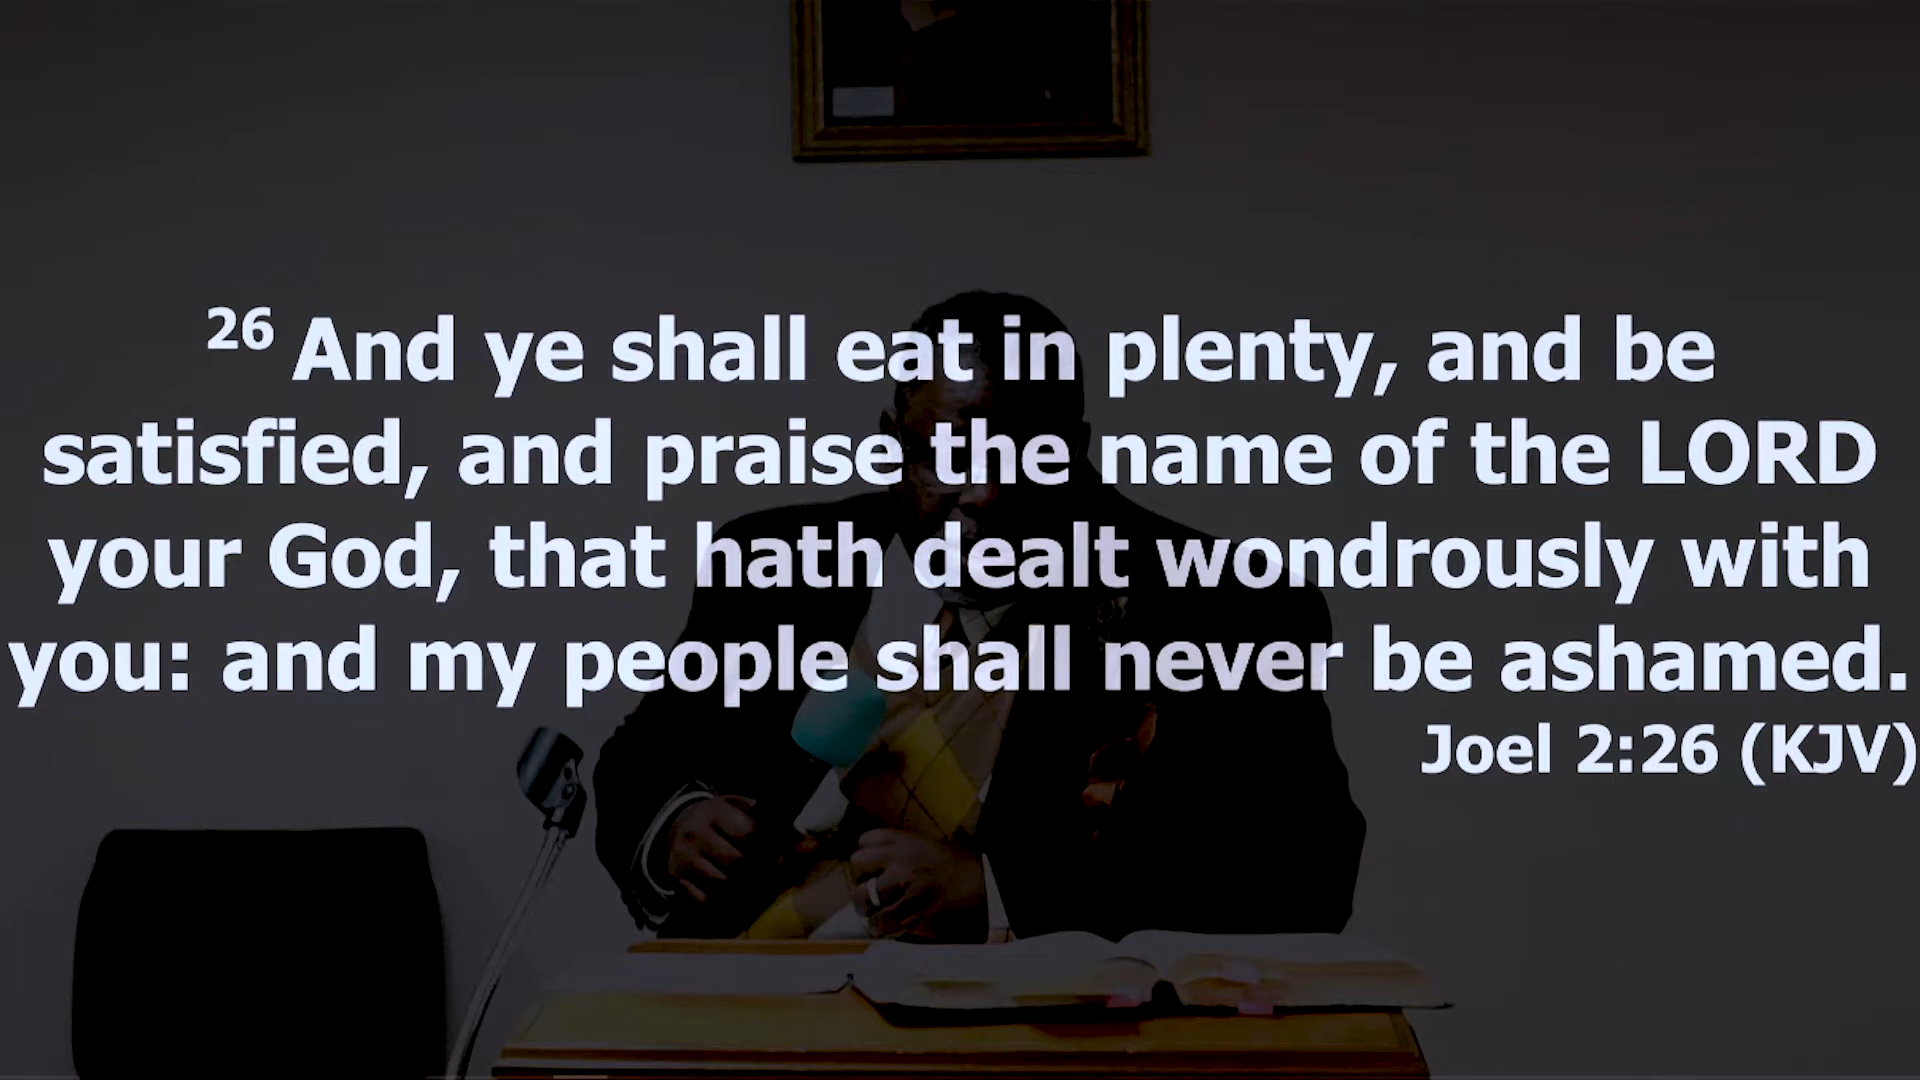 26 And ye shall eat in plenty, and be
satisfied, and praise the name of the LORD
your God, that hath dealt wondrously with
you: and my people shall never be ashamed.
Joel 2:26 (KJV)